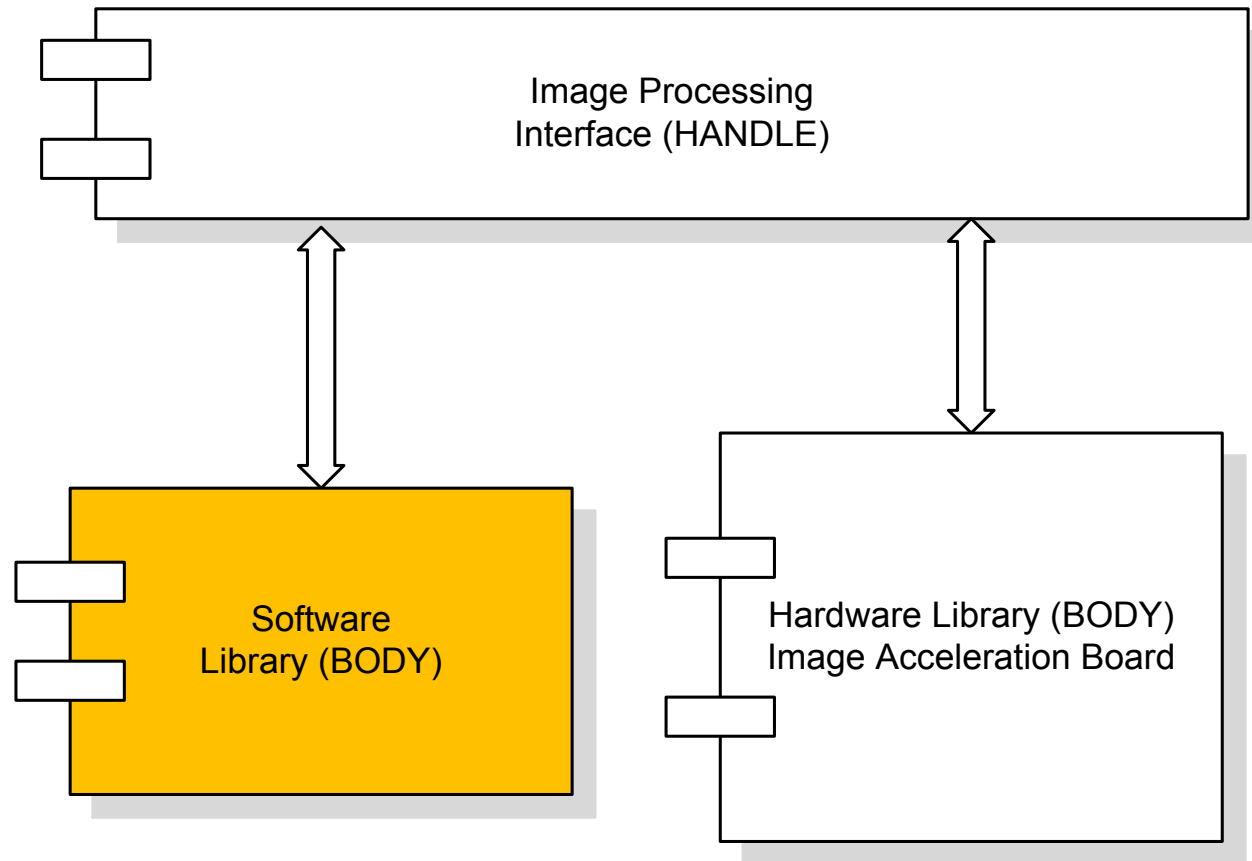 Image Processing
Interface (HANDLE)
Software
Library (BODY)
Hardware Library (BODY)
Image Acceleration Board